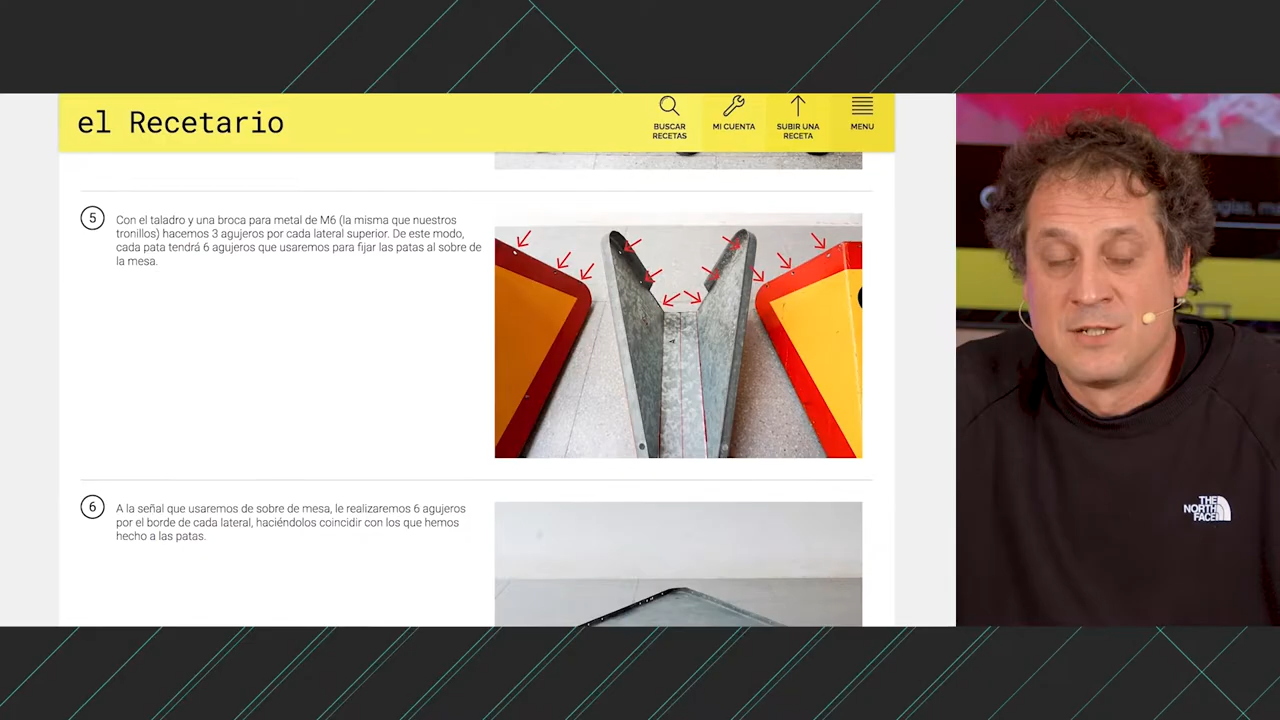 el Recetario
BUSCAR
RECETAS
MI CUENTA
SUBIR UNA
RECETA
MENU
5
Con el taladro y una broca para metal de M6 (la misma que nuestros
tronillos) hacemos 3 agujeros por cada lateral superior. De este modo,
cada pata tendrá 6 agujeros que usaremos para fijar las patas al sobre de
la mesa.
6
A la señal que usaremos de sobre de mesa, le realizaremos 6 agujeros
por el borde de cada lateral, haciéndolos coincidir con los que hemos
hecho a las patas.
THE
NORTH
FACE